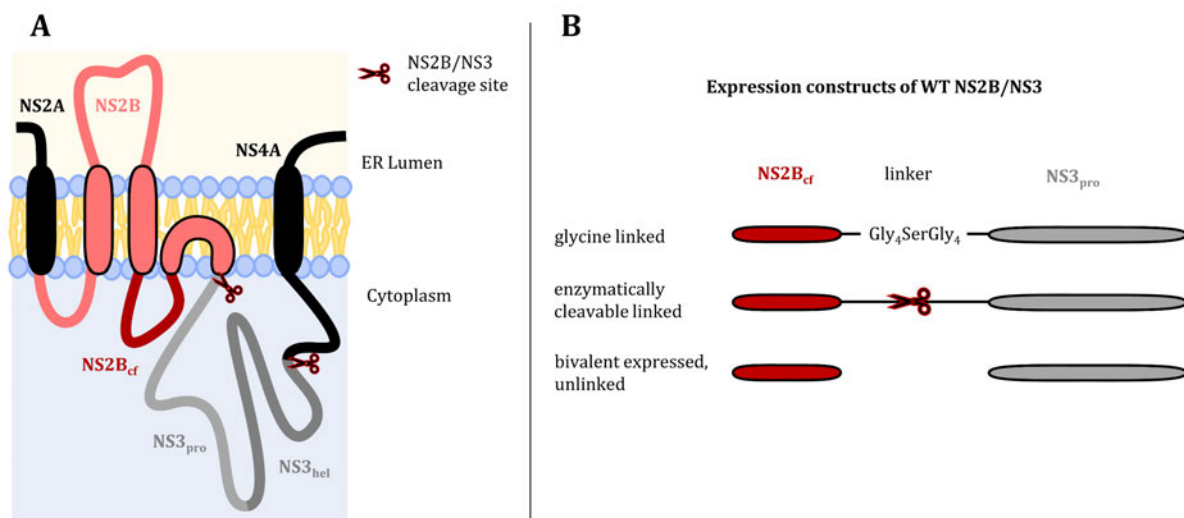 A
NS2A
NS2B
NS4A
NS2Bcf
NS3pro
NS3hel
NS2B/NS3
cleavage site
ER Lumen
Cytoplasm
B
Expression constructs of WT NS2B/NS3
NS2Bcf linker NS3pro
glycine linked Gly4SerGly4
enzymatically
cleavable linked
bivalent expressed,
unlinked